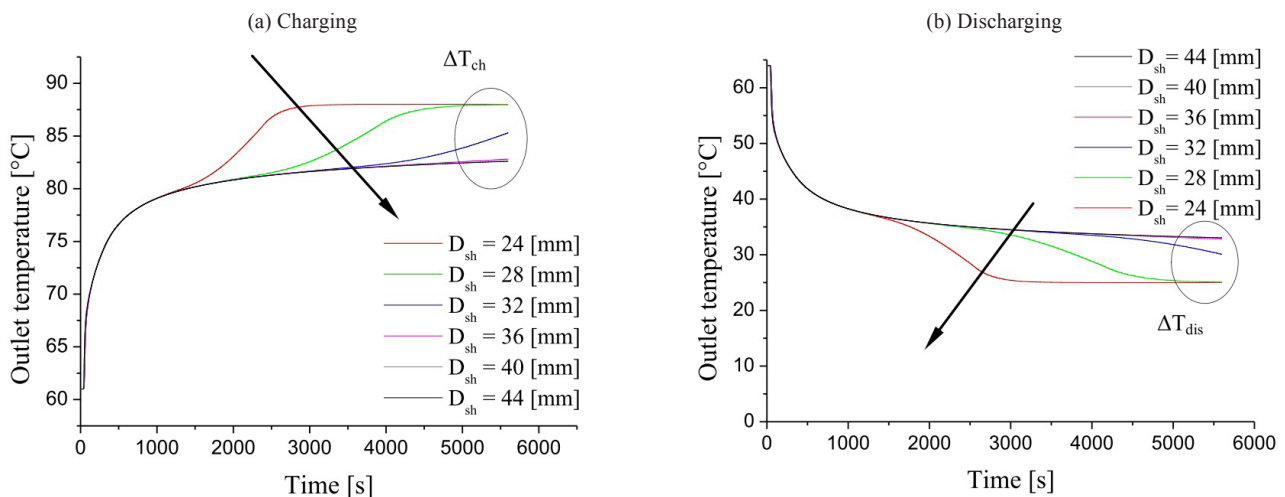 (a) Charging
Outlet temperature [°C]
90
85
80
75
70
65
60
0 1000 2000 3000 4000 5000 6000
Time [s]
ΔTch
Dsh = 24 [mm]
Dsh = 28 [mm]
Dsh = 32 [mm]
Dsh = 36 [mm]
Dsh = 40 [mm]
Dsh = 44 [mm]
(b) Discharging
Outlet temperature [°C]
60
50
40
30
20
10
0
0 1000 2000 3000 4000 5000 6000
Time [s]
Dsh = 44 [mm]
Dsh = 40 [mm]
Dsh = 36 [mm]
Dsh = 32 [mm]
Dsh = 28 [mm]
Dsh = 24 [mm]
ΔTdis